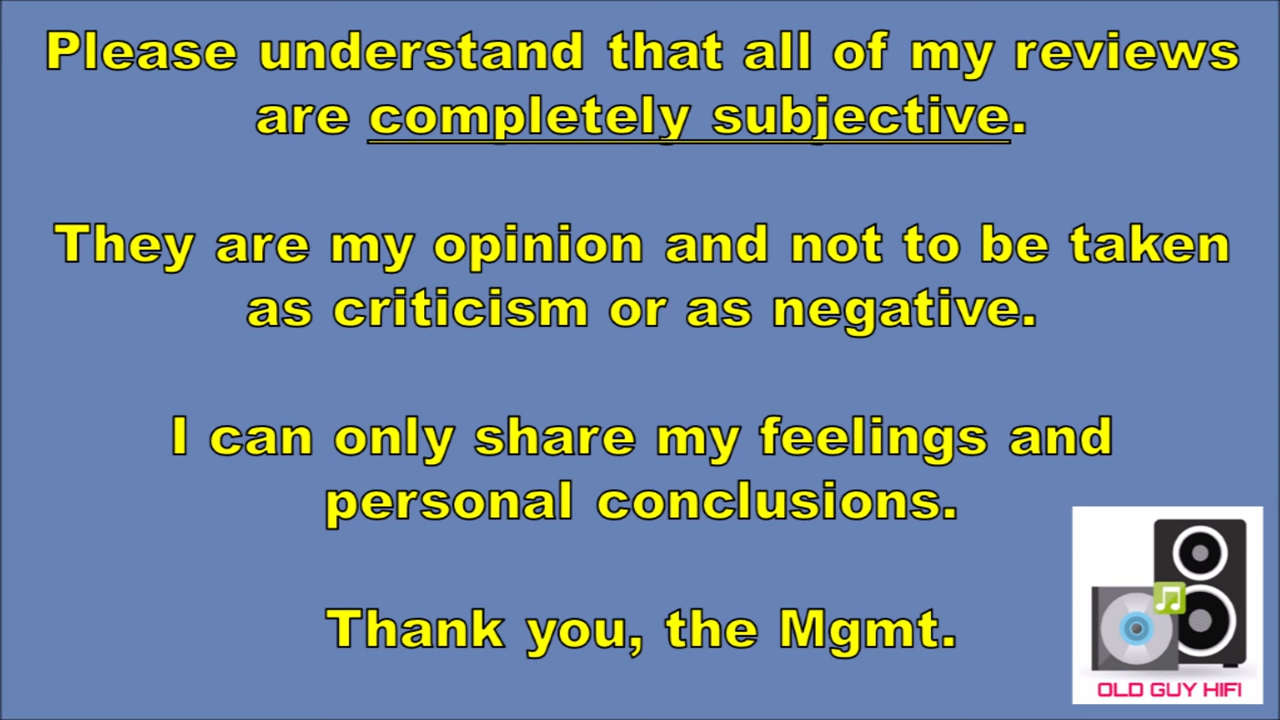 Please understand that all of my reviews
are completely subjective.
They are my opinion and not to be taken
as criticism or as negative.
I can only share my feelings and
personal conclusions.
Thank you, the Mgmt.
OLD GUY HIFI